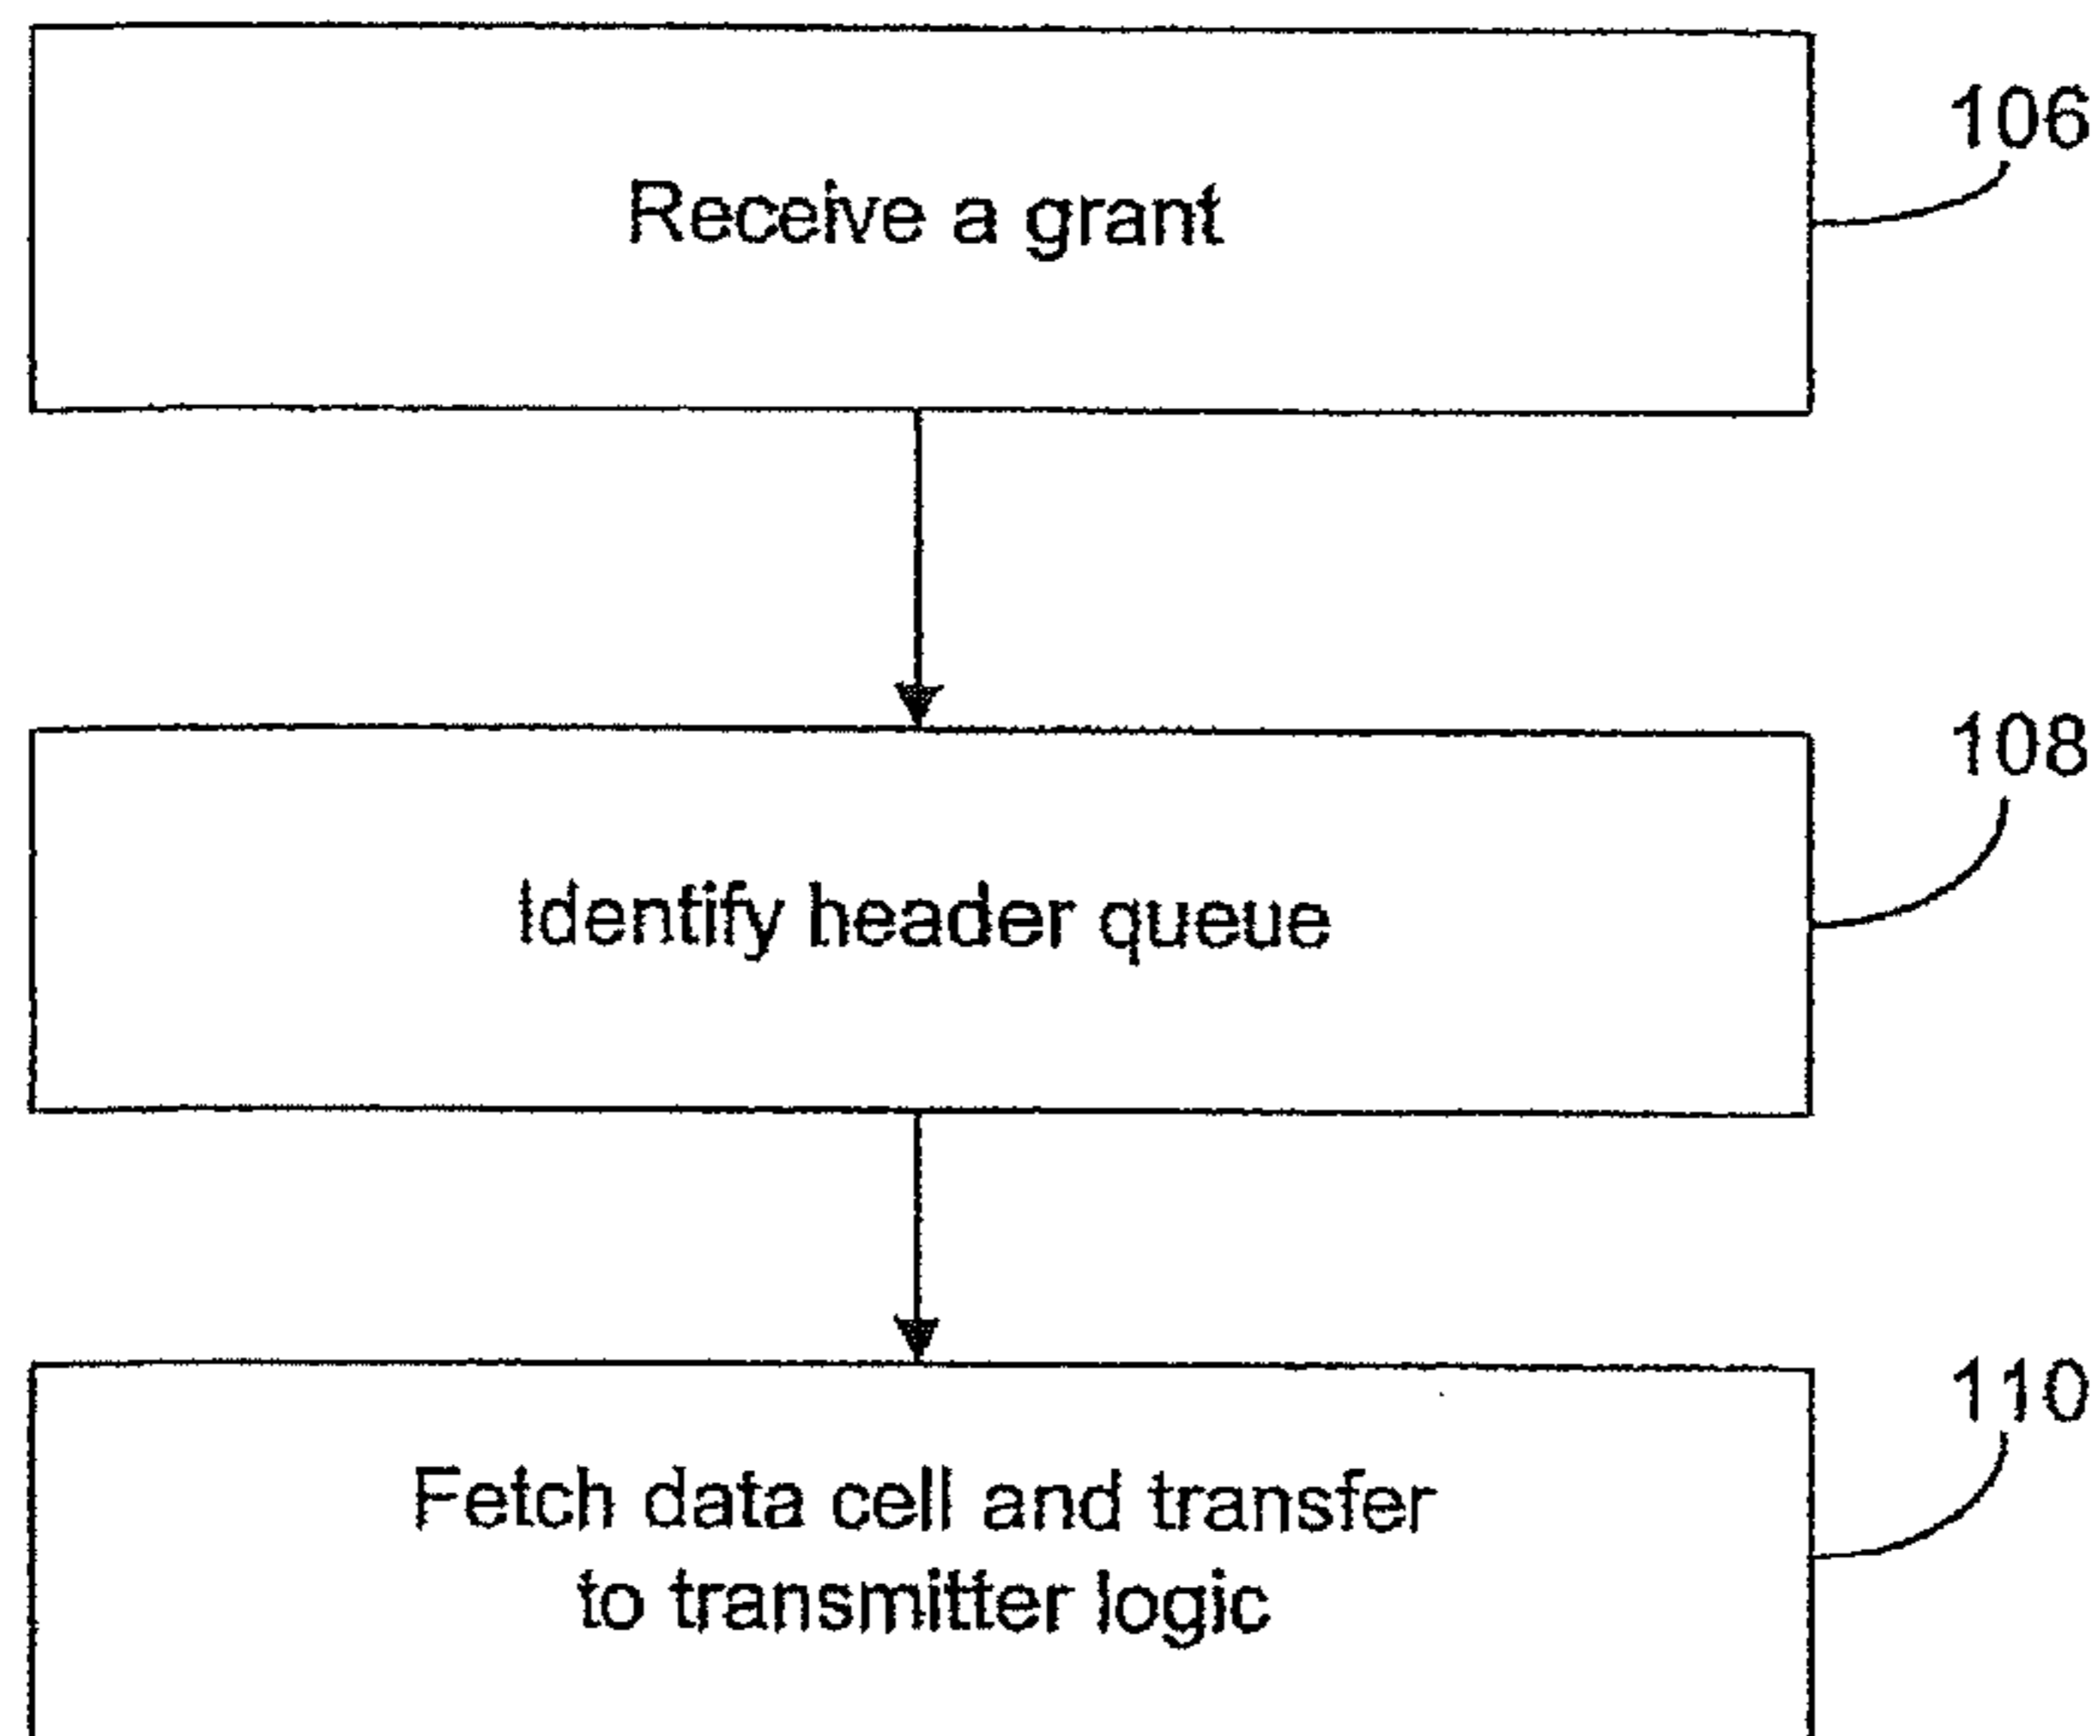 Receive a grant
106
Identify header queue
108
Fetch data cell and transfer
to transmitter logic
110